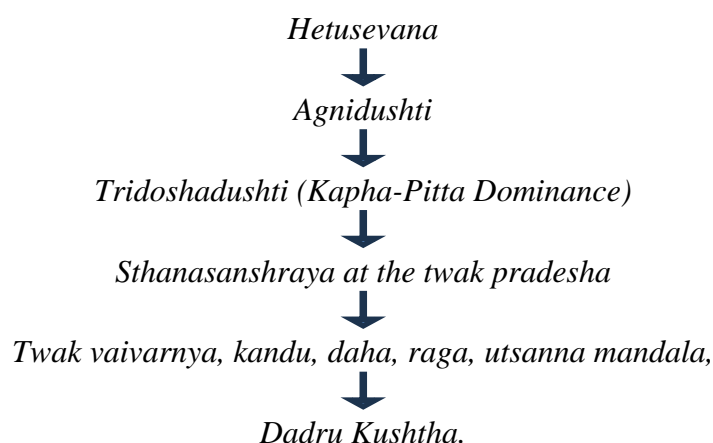 Hetusevana
Agnidushti
Tridoshadushti (Kapha-Pitta Dominance)
Sthanasanshraya at the twak pradesha
Twak vaivarnya, kandu, daha, raga, utsanna mandala,
Dadru Kushtha.